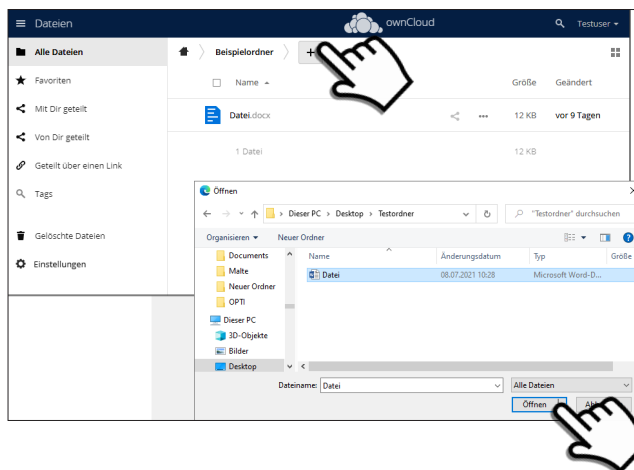 Dateien
ownCloud
Testuser
Alle Dateien
Beispielordner
+
Favoriten
Name
Größe
Geändert
Mit Dir geteilt
Datei.docx
12 KB
vor 9 Tagen
Von Dir geteilt
1 Datei
12 KB
Geteilt über einen Link
Tags
Gelöschte Dateien
Einstellungen
Öffnen
Dieser PC > Desktop > Testordner
"Testordner" durchsuchen
Organisieren
Neuer Ordner
Documents
Malte
Neuer Ordner
OPTI
Dieser PC
3D-Objekte
Bilder
Desktop
Name
Änderungsdatum
Typ
Größe
Datei
08.07.2021 10:28
Microsoft Word-D...
Dateiname:
Datei
Alle Dateien
Öffnen